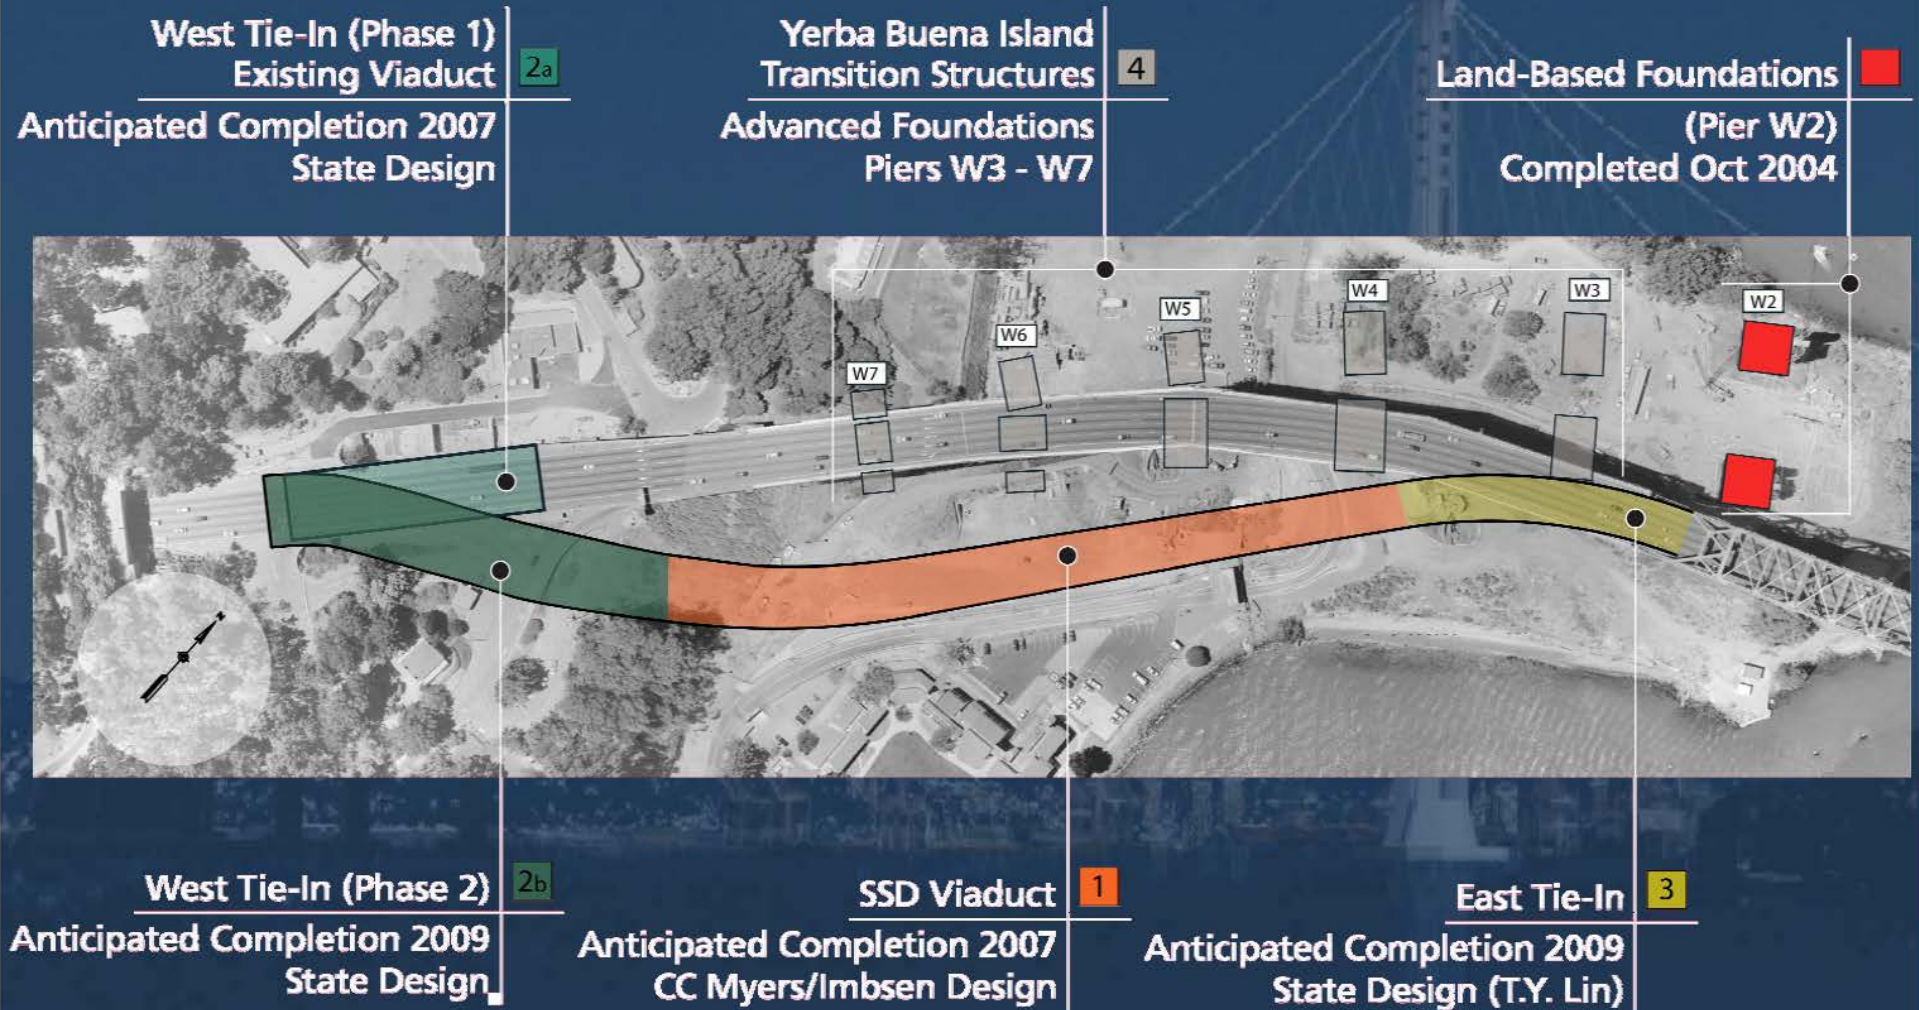 West Tie-In (Phase 1)
Existing Viaduct
2a
Anticipated Completion 2007
State Design
Yerba Buena Island
Transition Structures
4
Advanced Foundations
Piers W3 - W7
Land-Based Foundations
(Pier W2)
Completed Oct 2004
W7
W6
W5
W4
W3
W2
West Tie-In (Phase 2)
2b
Anticipated Completion 2009
State Design
SSD Viaduct
1
Anticipated Completion 2007
CC Myers/Imbsen Design
East Tie-In
3
Anticipated Completion 2009
State Design (T.Y. Lin)